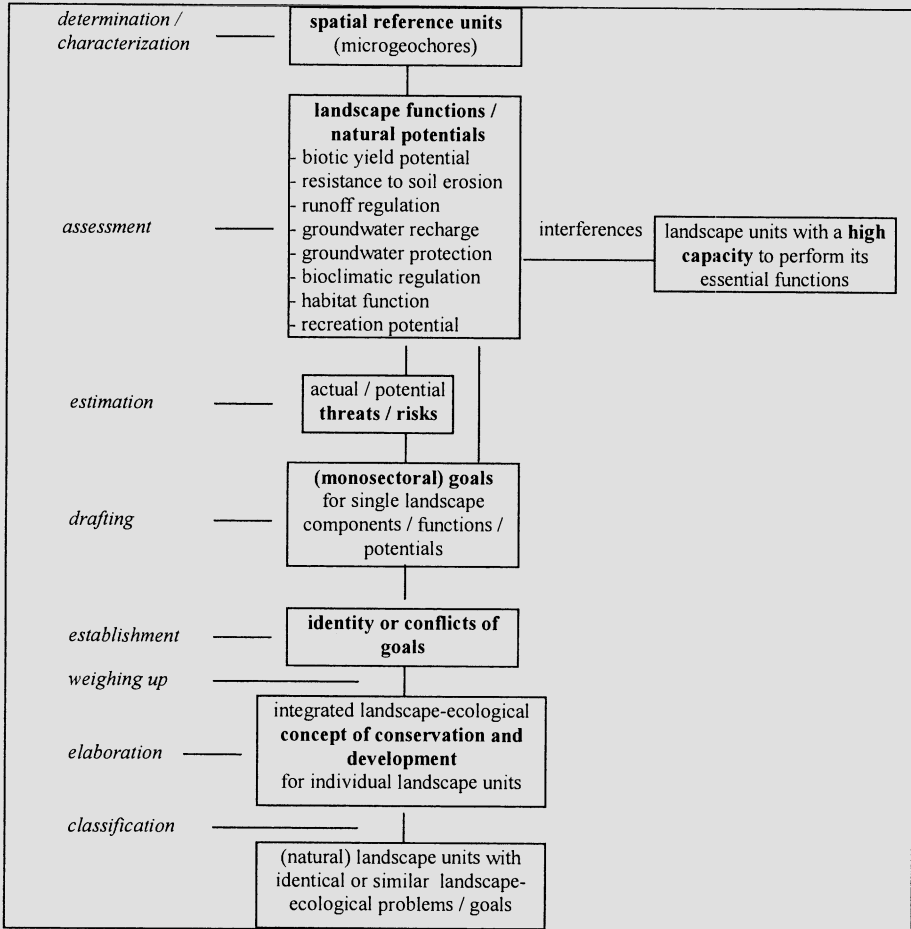 determination /
characterization
spatial reference units
(microgeochores)
landscape functions /
natural potentials
- biotic yield potential
- resistance to soil erosion
- runoff regulation
- groundwater recharge
- groundwater protection
- bioclimatic regulation
- habitat function
- recreation potential
assessment
interferences
landscape units with a high
capacity to perform its
essential functions
estimation
actual / potential
threats / risks
drafting
(monosectoral) goals
for single landscape
components / functions /
potentials
establishment
identity or conflicts of
goals
weighing up
elaboration
integrated landscape-ecological
concept of conservation and
development
for individual landscape units
classification
(natural) landscape units with
identical or similar landscape-
ecological problems / goals